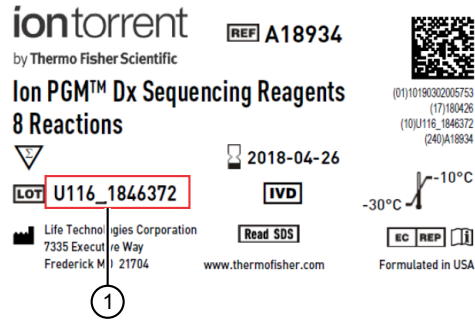 iontorrent
by Thermo Fisher Scientific
REF A18934
Ion PGM™ Dx Sequencing Reagents
8 Reactions
(01)10190302005753
(17)180426
(10)U116_1846372
(240)A18934
Σ
2018-04-26
LOT U116_1846372
IVD
-10°C
-30°C
Life Technologies Corporation
7335 Executive Way
Frederick MD 21704
Read SDS
www.thermofisher.com
EC REP
Formulated in USA
1